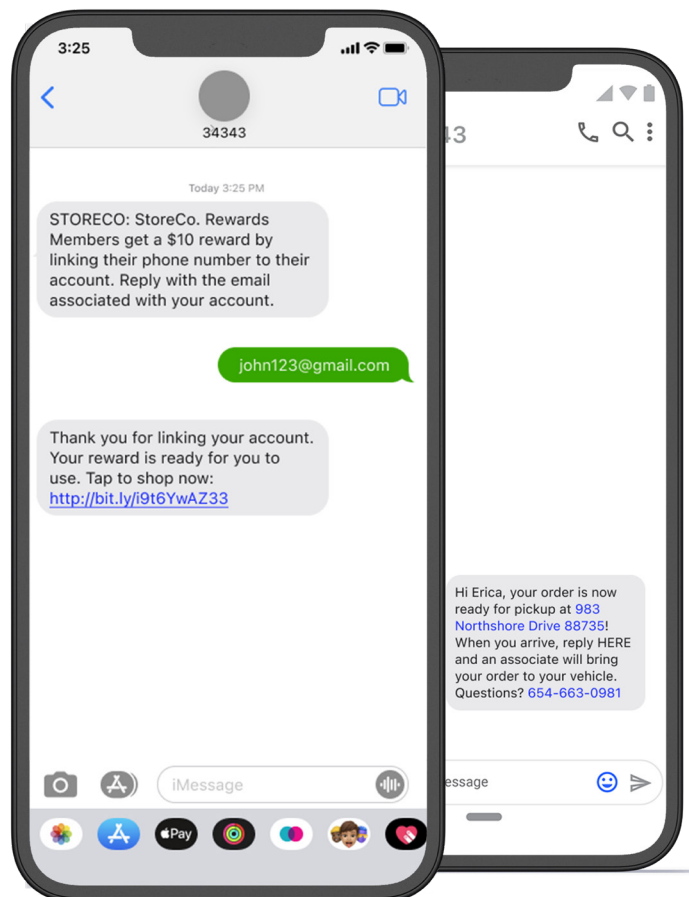 3:25
34343
Today 3:25 PM
STORECO: StoreCo. Rewards
Members get a $10 reward by
linking their phone number to their
account. Reply with the email
associated with your account.
john123@gmail.com
Thank you for linking your account.
Your reward is ready for you to
use. Tap to shop now:
http://bit.ly/i9t6YwAZ33
iMessage
Pay
43
Hi Erica, your order is now
ready for pickup at 983
Northshore Drive 88735!
When you arrive, reply HERE
and an associate will bring
your order to your vehicle.
Questions? 654-663-0981
essage